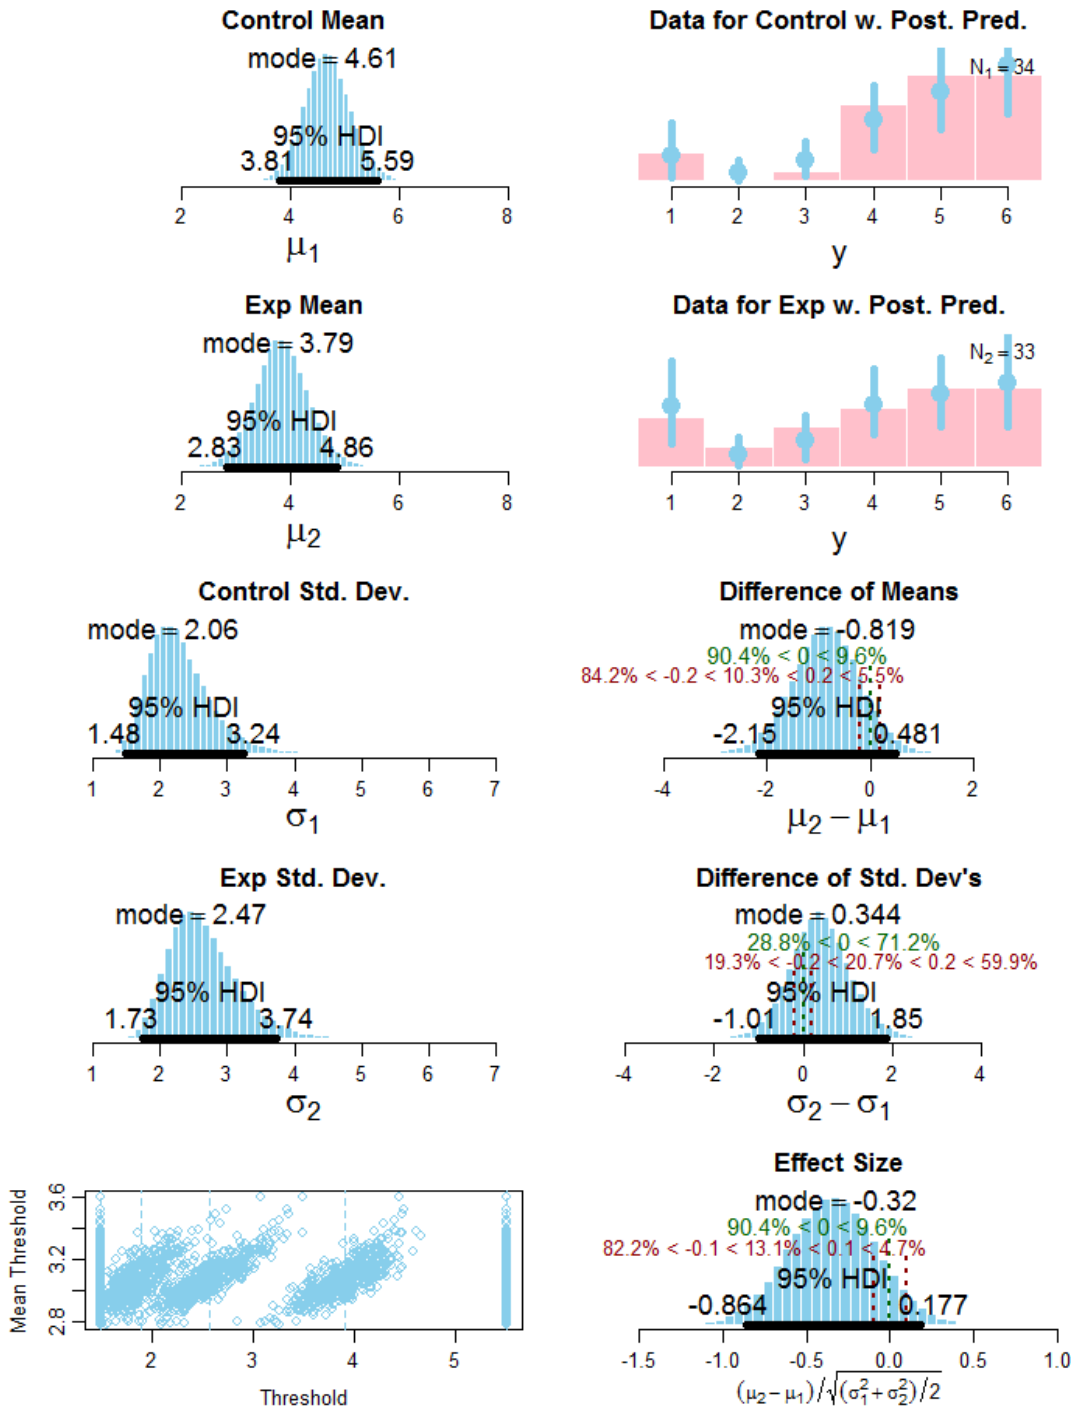 Control Mean
mode = 4.61
95% HDI
3.81 5.59
2 4 6 8
μ1
Data for Control w. Post. Pred.
N1 = 34
1 2 3 4 5 6
y
Exp Mean
mode = 3.79
95% HDI
2.83 4.86
2 4 6 8
μ2
Data for Exp w. Post. Pred.
N2 = 33
1 2 3 4 5 6
y
Control Std. Dev.
mode = 2.06
95% HDI
1.48 3.24
1 2 3 4 5 6 7
σ1
Difference of Means
mode = -0.819
90.4% < 0 < 9.6%
84.2% < -0.2 < 10.3% < 0.2 < 5.5%
95% HDI
-2.15 0.481
-4 -2 0 2
μ2 − μ1
Exp Std. Dev.
mode = 2.47
95% HDI
1.73 3.74
1 2 3 4 5 6 7
σ2
Difference of Std. Dev's
mode = 0.344
28.8% < 0 < 71.2%
19.3% < -0.2 < 20.7% < 0.2 < 59.9%
95% HDI
-1.01 1.85
-4 -2 0 2 4
σ2 − σ1
Mean Threshold
2.8 3.2 3.6
2 3 4 5
Threshold
Effect Size
mode = -0.32
90.4% < 0 < 9.6%
82.2% < -0.1 < 13.1% < 0.1 < 4.7%
95% HDI
-0.864 0.177
-1.5 -1.0 -0.5 0.0 0.5 1.0
(μ2 − μ1)/√(σ1² + σ2²)/2